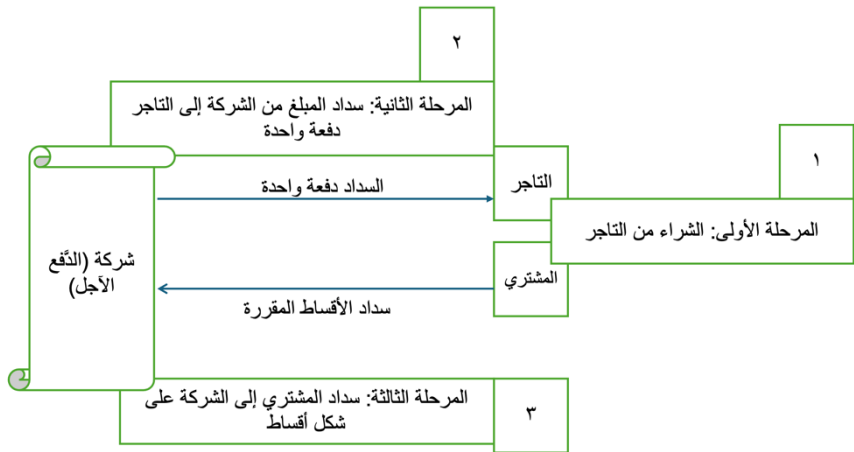 ١
المرحلة الأولى: الشراء من التاجر
٢
المرحلة الثانية: سداد المبلغ من الشركة إلى التاجر
دفعة واحدة
التاجر
السداد دفعة واحدة
شركة (الدَّفع
الآجل)
المشتري
سداد الأقساط المقررة
٣
المرحلة الثالثة: سداد المشتري إلى الشركة على
شكل أقساط